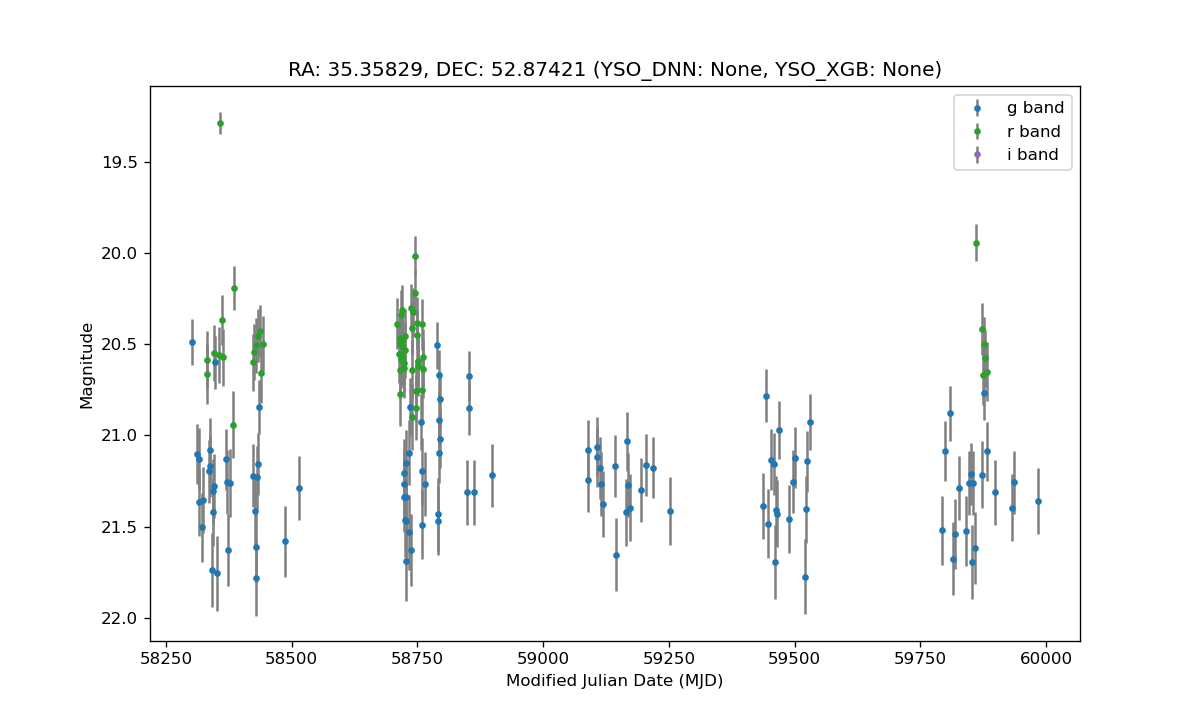 RA: 35.35829, DEC: 52.87421 (YSO_DNN: None, YSO_XGB: None)
g band
r band
i band
19.5
20.0
20.5
21.0
21.5
22.0
Magnitude
58250 58500 58750 59000 59250 59500 59750 60000
Modified Julian Date (MJD)